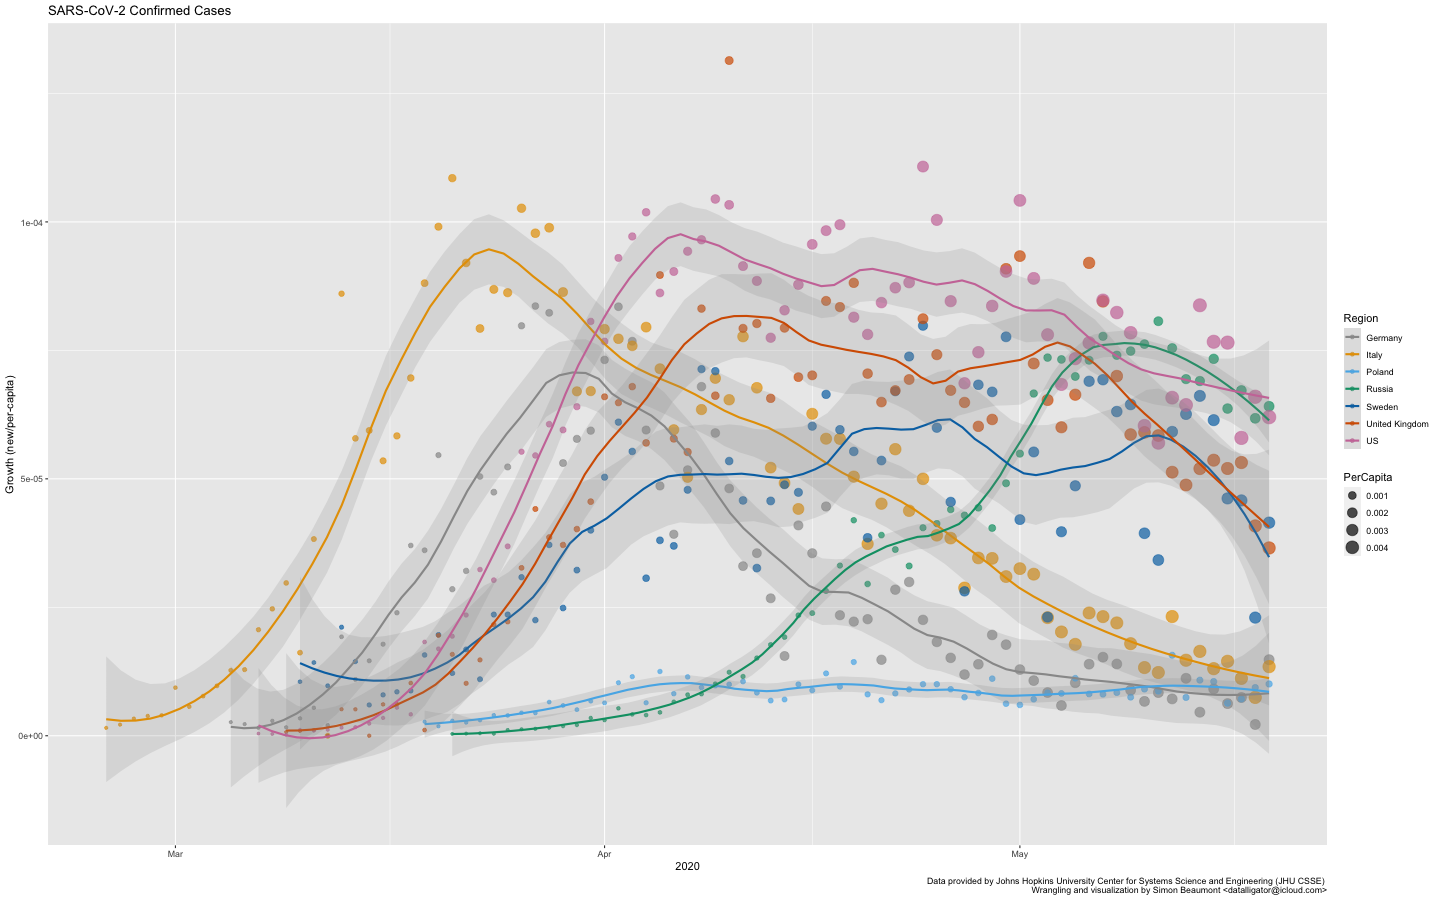 SARS-CoV-2 Confirmed Cases
Growth (new/per-capita)
1e-04
5e-05
0e+00
Mar
Apr
May
2020
Region
Germany
Italy
Poland
Russia
Sweden
United Kingdom
US
PerCapita
0.001
0.002
0.003
0.004
Data provided by Johns Hopkins University Center for Systems Science and Engineering (JHU CSSE)
Wrangling and visualization by Simon Beaumont <datalligator@icloud.com>